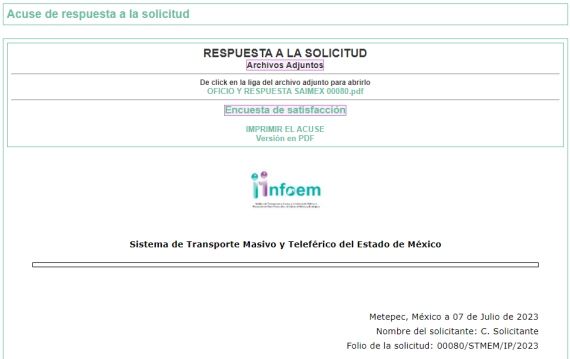 Acuse de respuesta a la solicitud
RESPUESTA A LA SOLICITUD
Archivos Adjuntos
De click en la liga del archivo adjunto para abrirlo
OFICIO Y RESPUESTA SAIMEX 00080.pdf
Encuesta de satisfacción
IMPRIMIR EL ACUSE
Versión en PDF
infoem
Sistema de Transporte Masivo y Teleférico del Estado de México
Metepec, México a 07 de Julio de 2023
Nombre del solicitante: C. Solicitante
Folio de la solicitud: 00080/STMEM/IP/2023